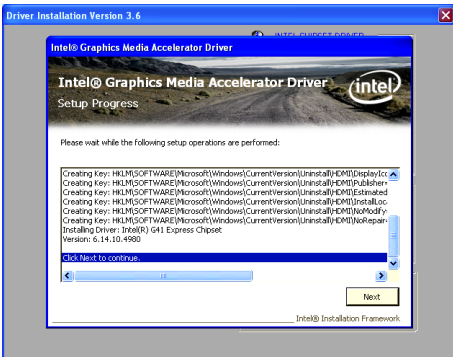 Driver Installation Version 3.6
INTEL CHIPSET DRIVER
Intel® Graphics Media Accelerator Driver
Intel® Graphics Media Accelerator Driver
Setup Progress
intel
Please wait while the following setup operations are performed:
Creating Key: HKLM\SOFTWARE\Microsoft\Windows\CurrentVersion\Uninstall\HDMI\DisplayIcc
Creating Key: HKLM\SOFTWARE\Microsoft\Windows\CurrentVersion\Uninstall\HDMI\Publisher=
Creating Key: HKLM\SOFTWARE\Microsoft\Windows\CurrentVersion\Uninstall\HDMI\Estimated
Creating Key: HKLM\SOFTWARE\Microsoft\Windows\CurrentVersion\Uninstall\HDMI\InstallLoc
Creating Key: HKLM\SOFTWARE\Microsoft\Windows\CurrentVersion\Uninstall\HDMI\NoModify
Creating Key: HKLM\SOFTWARE\Microsoft\Windows\CurrentVersion\Uninstall\HDMI\NoRepair
Installing Driver: Intel(R) G41 Express Chipset
Version: 6.14.10.4980
Click Next to continue.
Next
Intel® Installation Framework